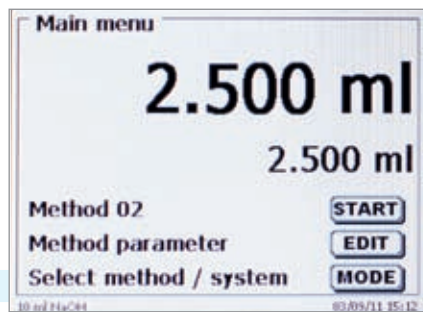 Main menu
2.500 ml
2.500 ml
Method 02 START
Method parameter EDIT
Select method / system MODE
10 ml NaOH 03/09/11 15:12